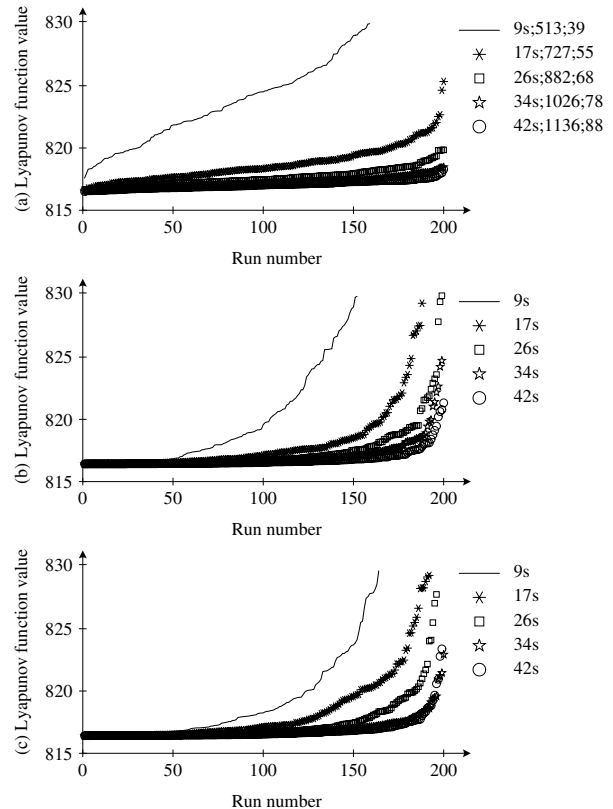 (a) Lyapunov function value
830
825
820
815
0
50
100
150
200
Run number
9s;513;39
17s;727;55
26s;882;68
34s;1026;78
42s;1136;88
(b) Lyapunov function value
830
825
820
815
0
50
100
150
200
Run number
9s
17s
26s
34s
42s
(c) Lyapunov function value
830
825
820
815
0
50
100
150
200
Run number
9s
17s
26s
34s
42s